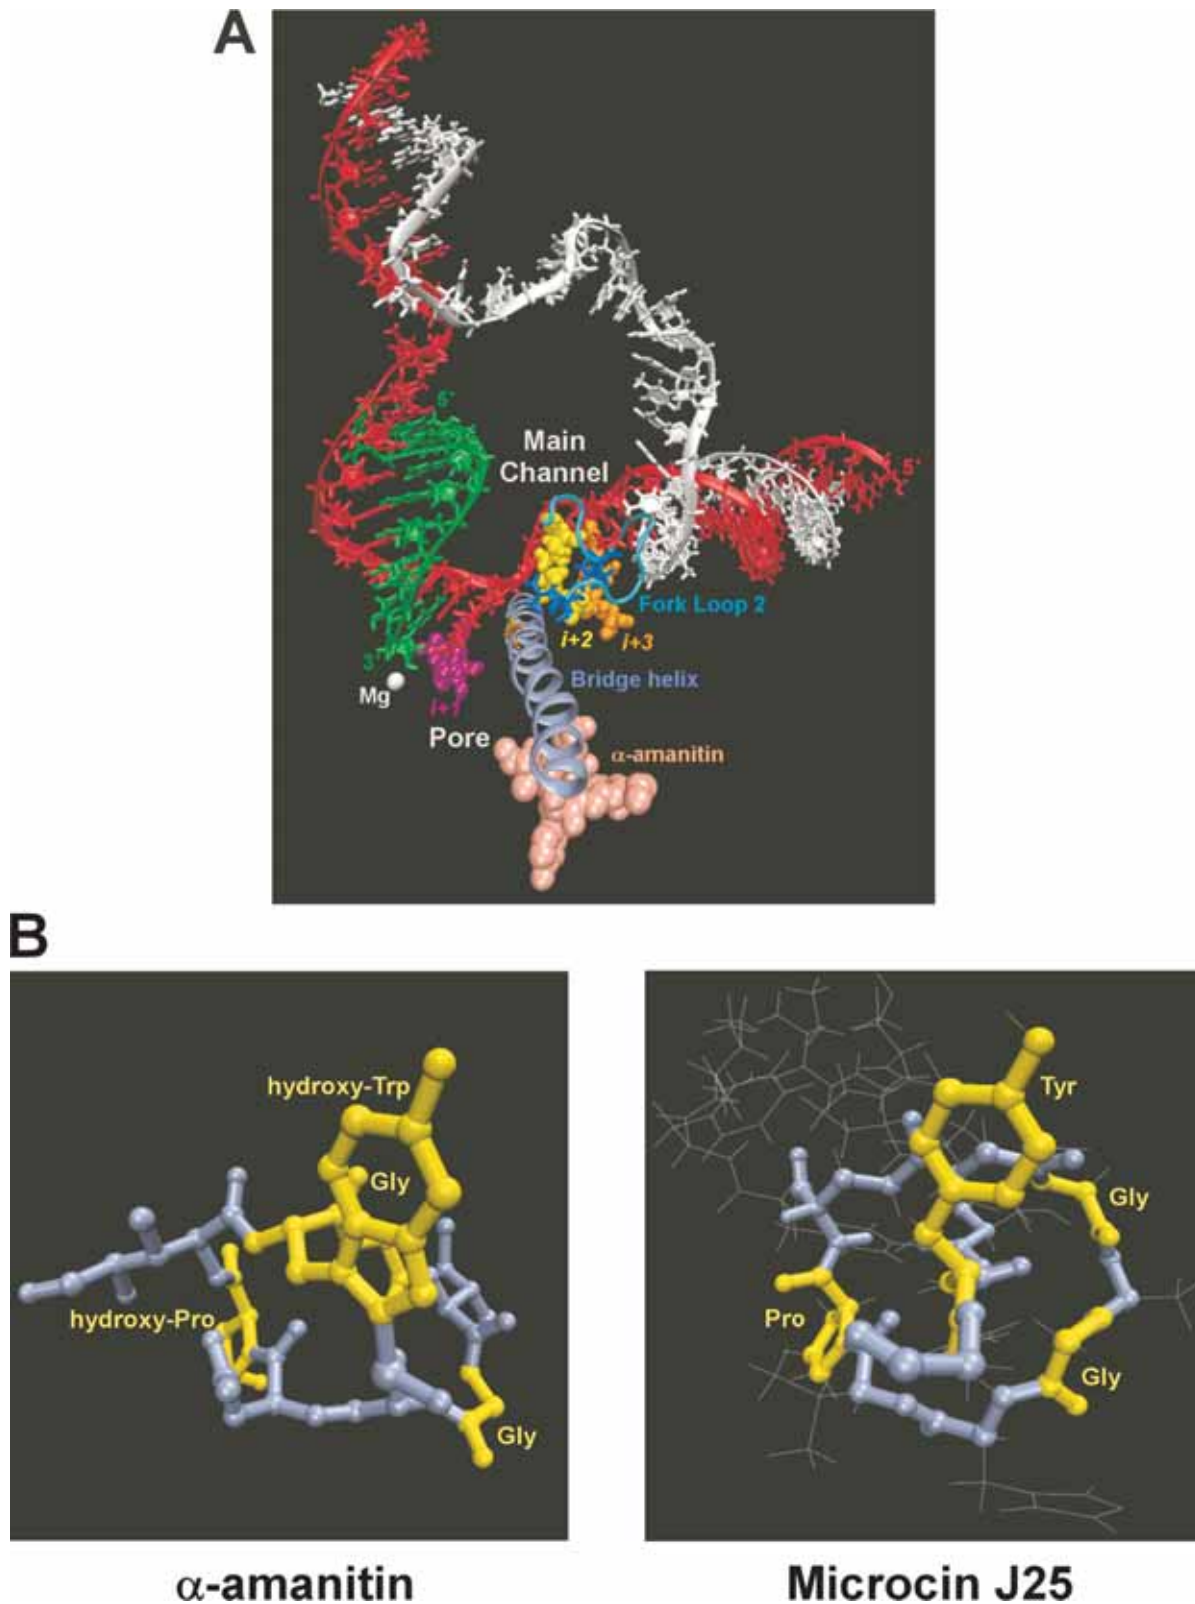 A
5'
Main
Channel
5'
Fork Loop 2
i+2
i+3
3'
Mg
i+1
Bridge helix
Pore
α-amanitin
B
hydroxy-Trp
Gly
hydroxy-Pro
Gly
α-amanitin
Tyr
Gly
Pro
Gly
Microcin J25